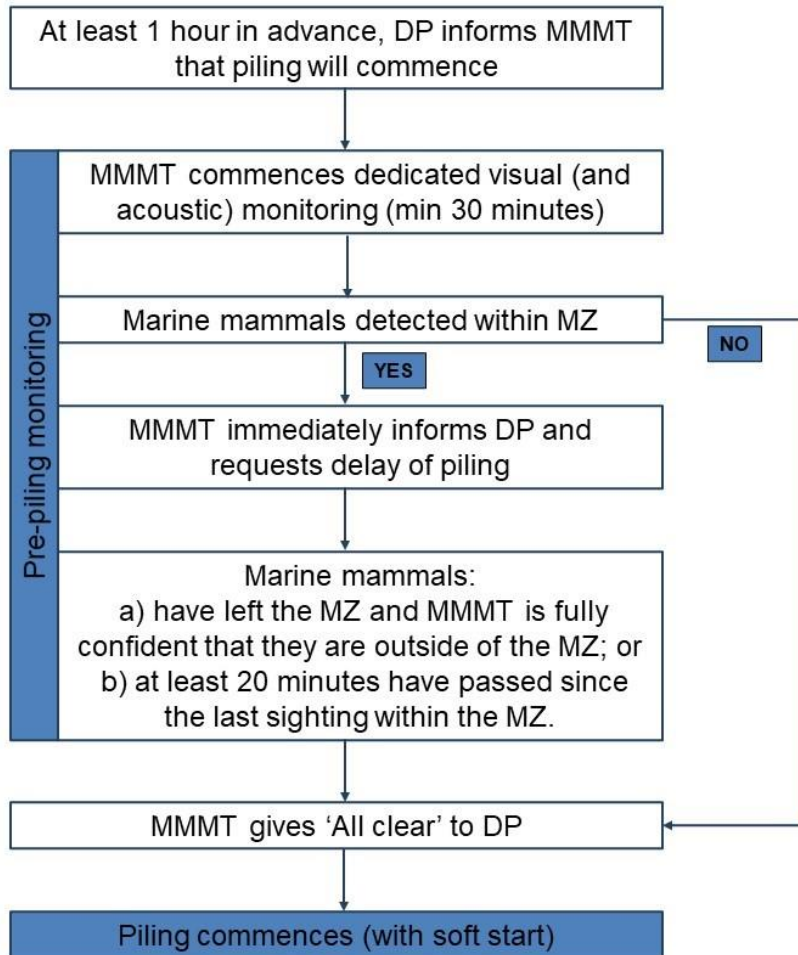 At least 1 hour in advance, DP informs MMMT
that piling will commence
Pre-piling monitoring
MMMT commences dedicated visual (and
acoustic) monitoring (min 30 minutes)
Marine mammals detected within MZ
NO
YES
MMMT immediately informs DP and
requests delay of piling
Marine mammals:
a) have left the MZ and MMMT is fully
confident that they are outside of the MZ; or
b) at least 20 minutes have passed since
the last sighting within the MZ.
MMMT gives ‘All clear’ to DP
Piling commences (with soft start)